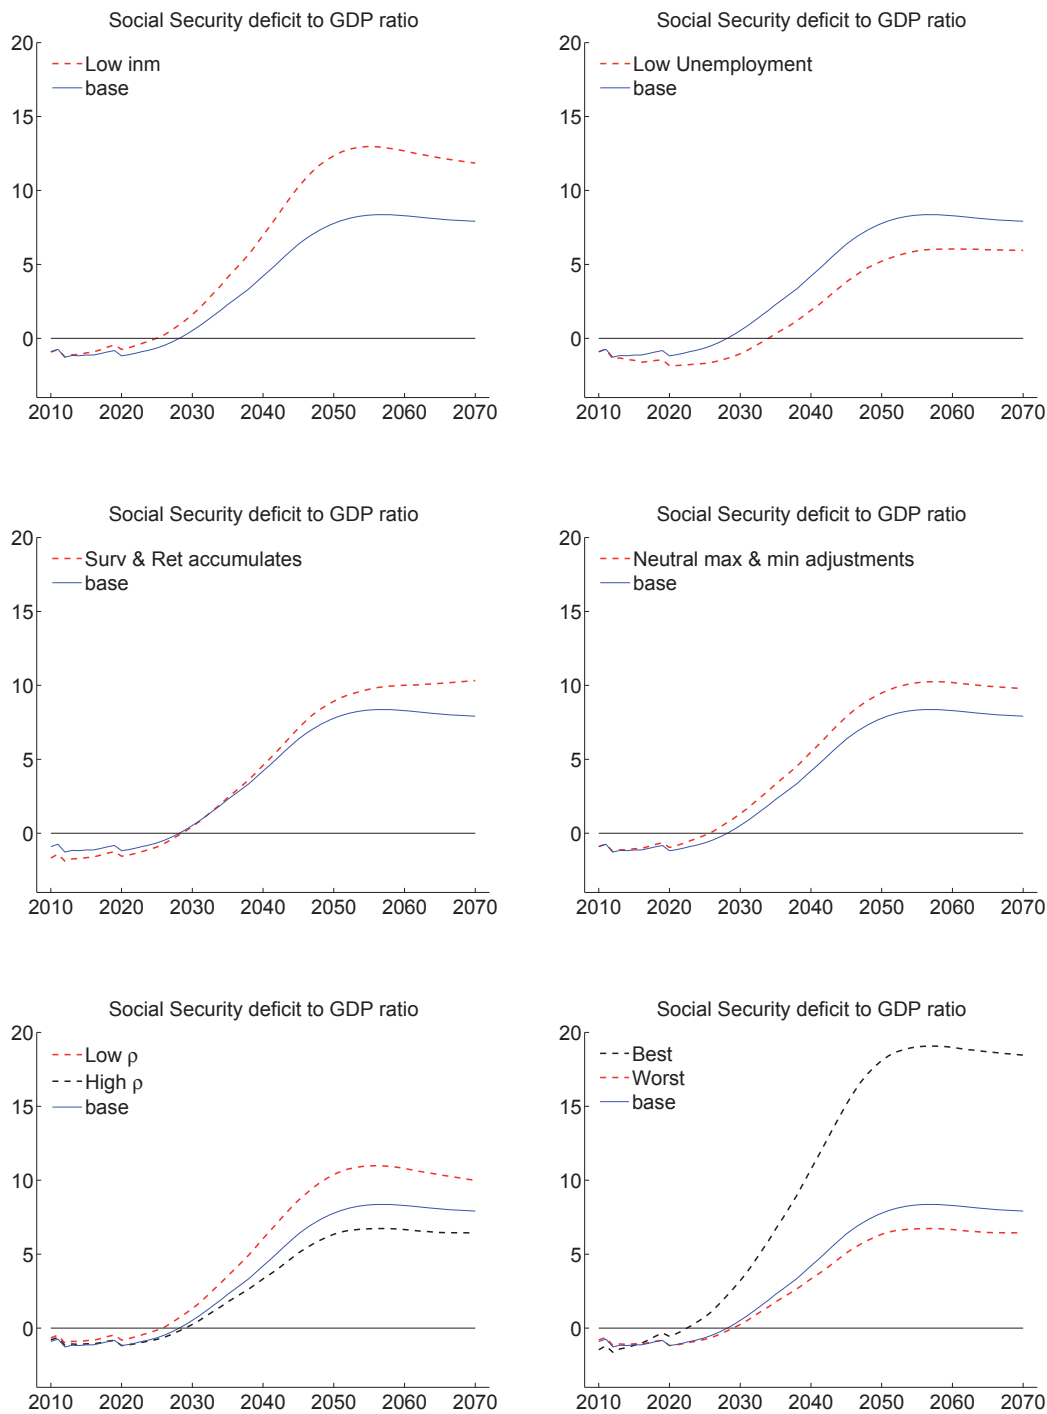 Social Security deficit to GDP ratio
20
15
10
5
0
Low inm
base
2010 2020 2030 2040 2050 2060 2070
Social Security deficit to GDP ratio
20
15
10
5
0
Low Unemployment
base
2010 2020 2030 2040 2050 2060 2070
Social Security deficit to GDP ratio
20
15
10
5
0
Surv & Ret accumulates
base
2010 2020 2030 2040 2050 2060 2070
Social Security deficit to GDP ratio
20
15
10
5
0
Neutral max & min adjustments
base
2010 2020 2030 2040 2050 2060 2070
Social Security deficit to GDP ratio
20
15
10
5
0
Low ρ
High ρ
base
2010 2020 2030 2040 2050 2060 2070
Social Security deficit to GDP ratio
20
15
10
5
0
Best
Worst
base
2010 2020 2030 2040 2050 2060 2070